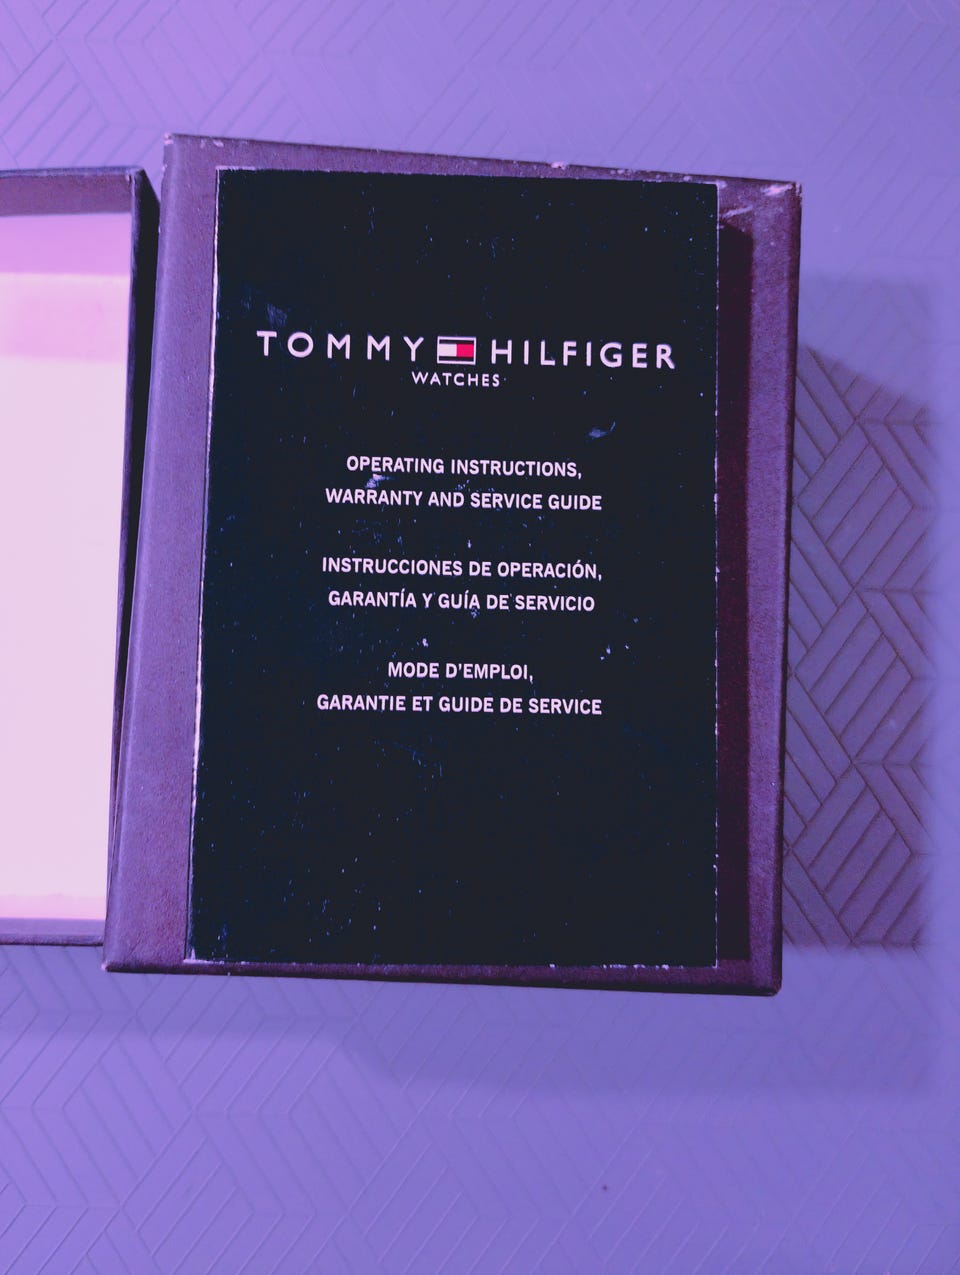 TOMMY HILFIGER
WATCHES
OPERATING INSTRUCTIONS,
WARRANTY AND SERVICE GUIDE
INSTRUCCIONES DE OPERACIÓN,
GARANTÍA Y GUÍA DE SERVICIO
MODE D'EMPLOI,
GARANTIE ET GUIDE DE SERVICE